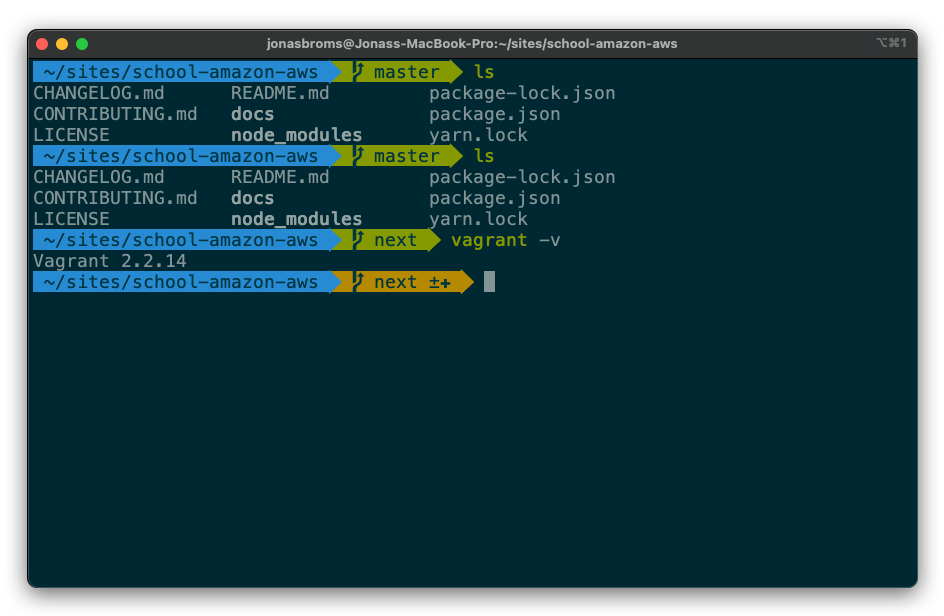 jonasbroms@Jonass-MacBook-Pro:~/sites/school-amazon-aws ⌥⌘1
~/sites/school-amazon-aws master ls
CHANGELOG.md README.md package-lock.json
CONTRIBUTING.md docs package.json
LICENSE node_modules yarn.lock
~/sites/school-amazon-aws master ls
CHANGELOG.md README.md package-lock.json
CONTRIBUTING.md docs package.json
LICENSE node_modules yarn.lock
~/sites/school-amazon-aws next vagrant -v
Vagrant 2.2.14
~/sites/school-amazon-aws next ±+